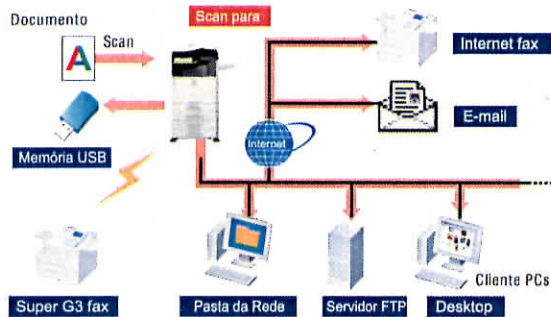 Documento
Scan para
A
Scan
Internet fax
E-mail
Memória USB
Internet
Super G3 fax
Pasta da Rede
Servidor FTP
Desktop
Cliente PCs